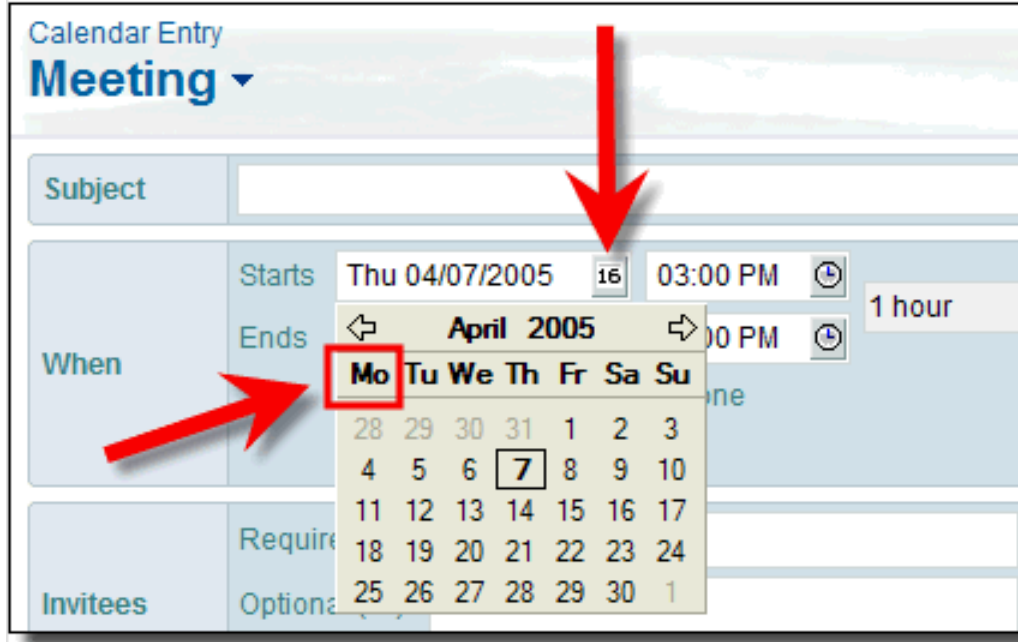 Calendar Entry
Meeting
Subject
Starts Thu 04/07/2005 16 03:00 PM
1 hour
Ends 00 PM
When
April 2005
Mo Tu We Th Fr Sa Su
28 29 30 31 1 2 3
4 5 6 7 8 9 10
11 12 13 14 15 16 17
18 19 20 21 22 23 24
25 26 27 28 29 30 1
one
Require
Invitees
Optiona